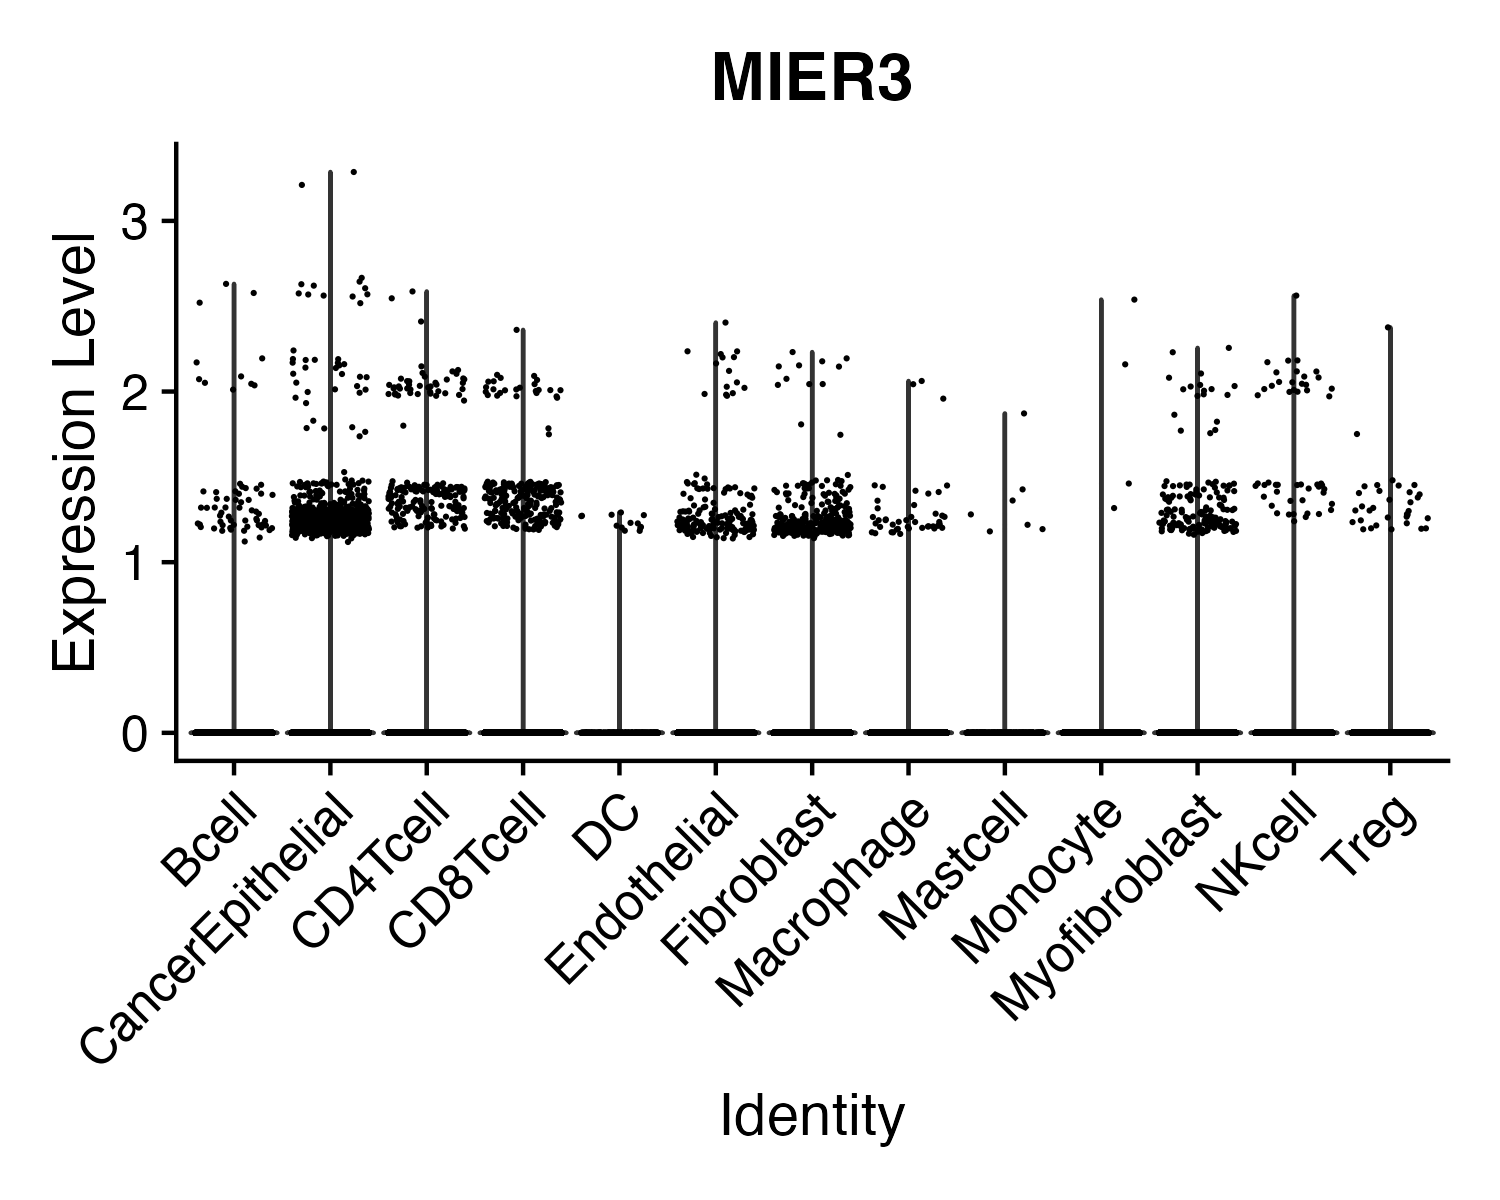 MIER3
Expression Level
3
2
1
0
Bcell
CancerEpithelial
CD4Tcell
CD8Tcell
DC
Endothelial
Fibroblast
Macrophage
Mastcell
Monocyte
Myofibroblast
NKcell
Treg
Identity